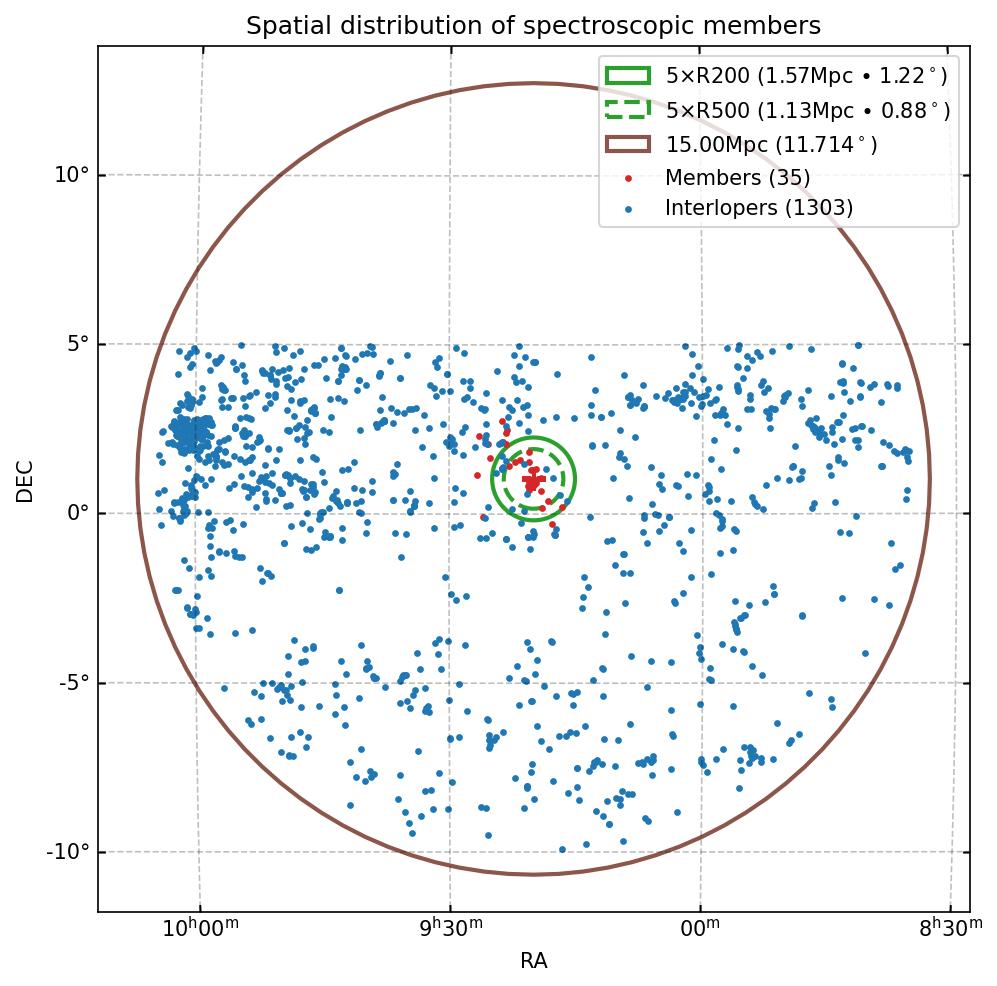 Spatial distribution of spectroscopic members
5×R200 (1.57Mpc • 1.22°)
5×R500 (1.13Mpc • 0.88°)
15.00Mpc (11.714°)
Members (35)
Interlopers (1303)
10°
5°
0°
-5°
-10°
DEC
10ʰ00ᵐ
9ʰ30ᵐ
00ᵐ
8ʰ30ᵐ
RA